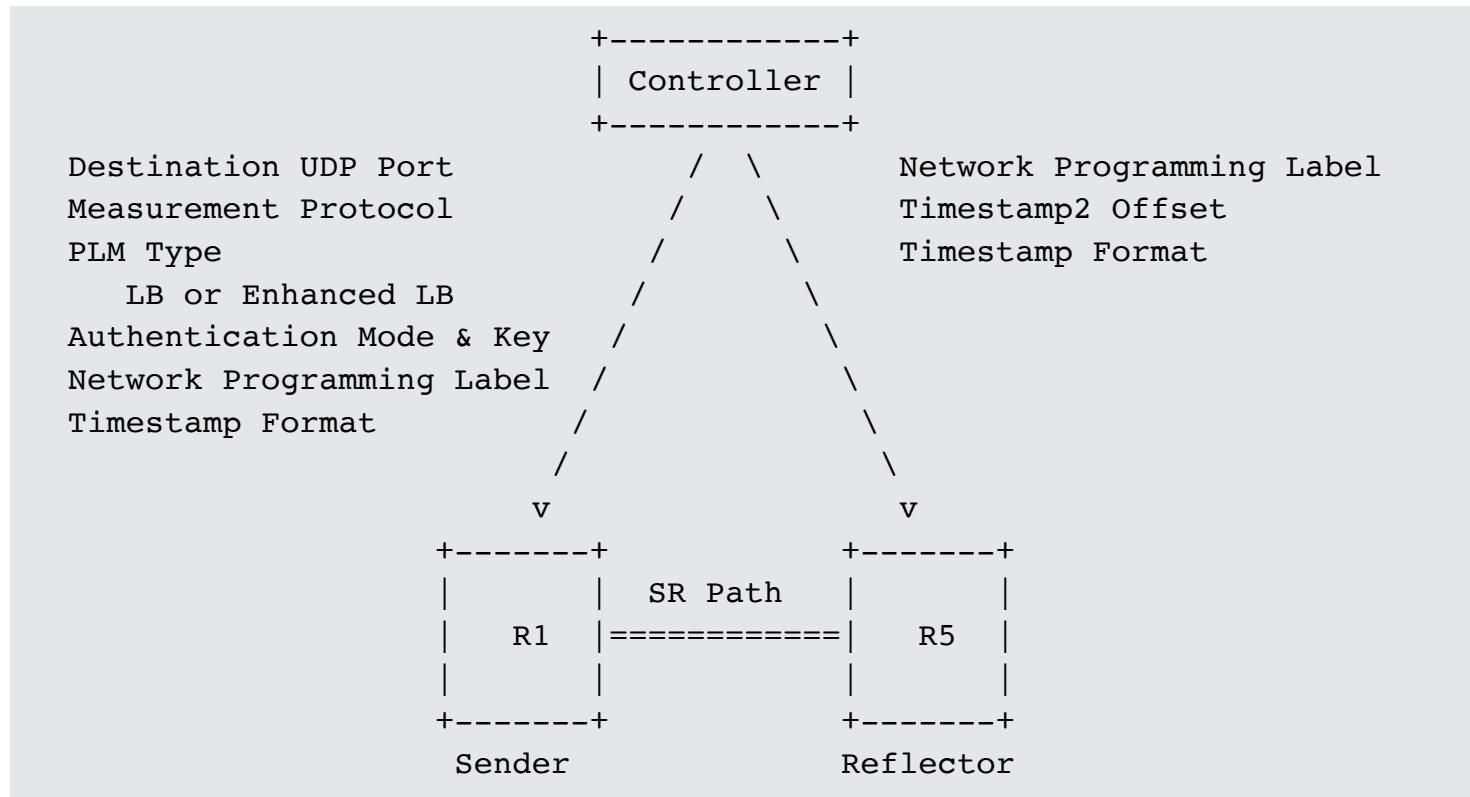 +------------+
| Controller |
+------------+
Destination UDP Port / \ Network Programming Label
Measurement Protocol / \ Timestamp2 Offset
PLM Type / \ Timestamp Format
LB or Enhanced LB / \
Authentication Mode & Key / \
Network Programming Label / \
Timestamp Format / \
/ \
v v
+-------+ +-------+
| | SR Path | |
| R1 |============| R5 |
| | | |
+-------+ +-------+
Sender Reflector